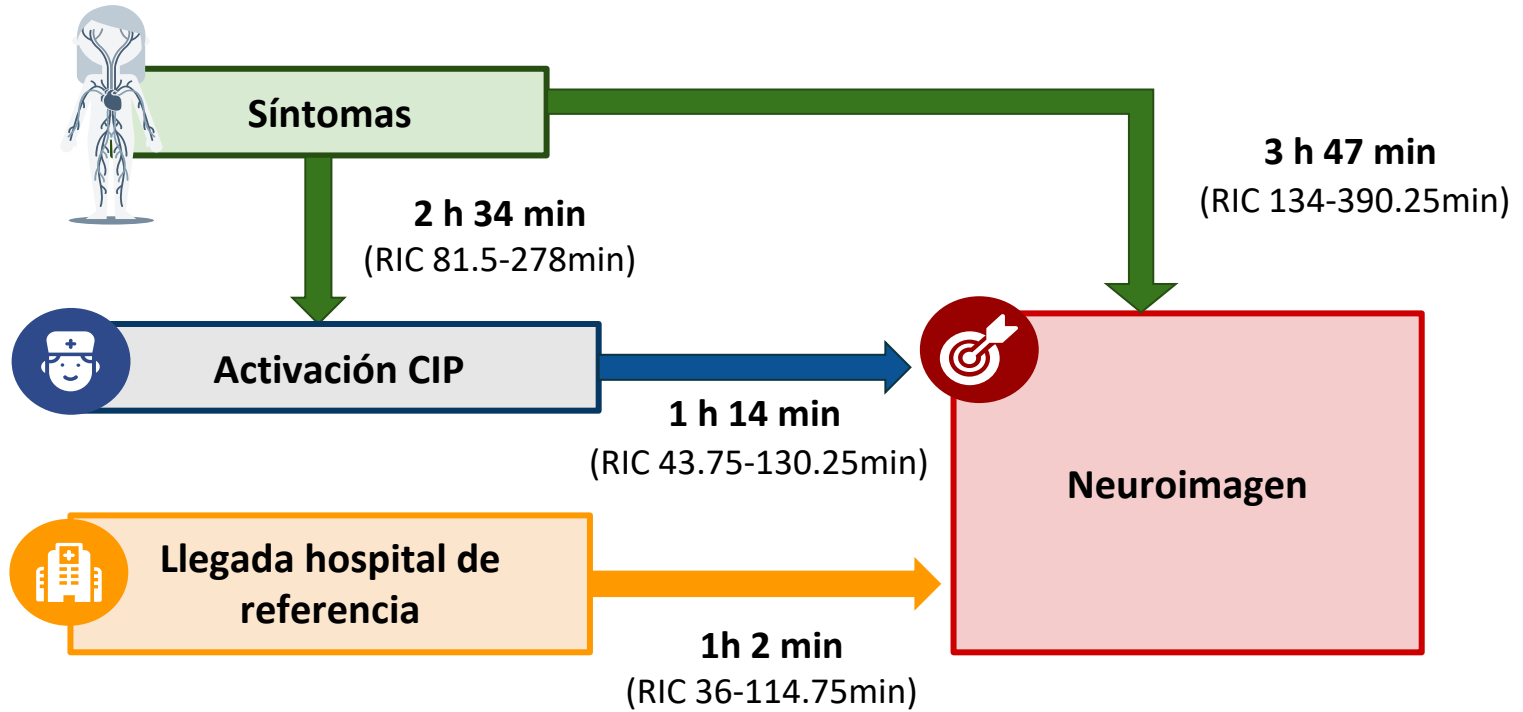 Síntomas
3 h 47 min
(RIC 134-390.25min)
2 h 34 min
(RIC 81.5-278min)
Activación CIP
1 h 14 min
(RIC 43.75-130.25min)
Neuroimagen
Llegada hospital de
referencia
1h 2 min
(RIC 36-114.75min)